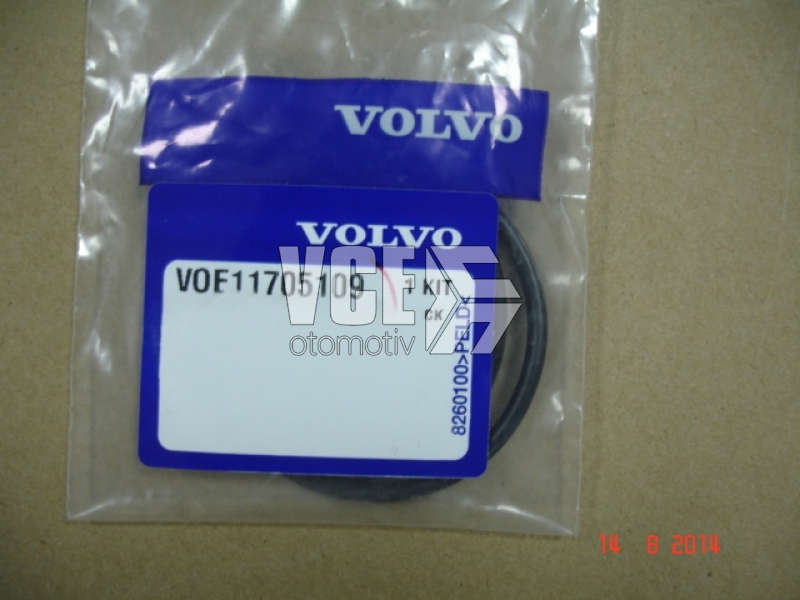 VOLVO
VOLVO
VOE11705109 1 KIT
CK
8260100>PELD<
VCE
otomotiv
14 8 2014